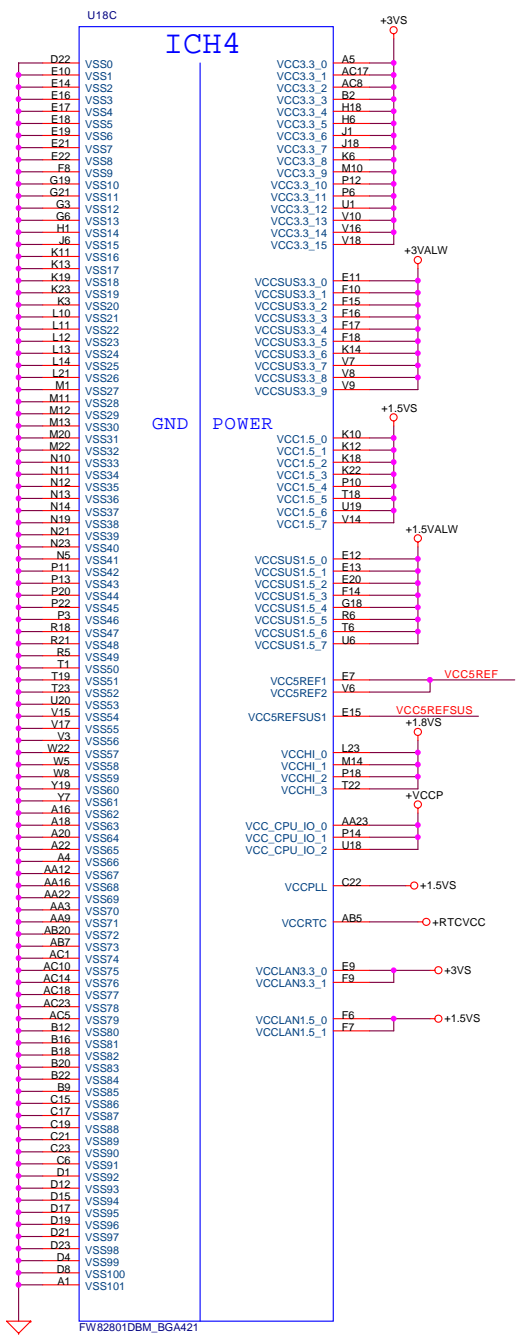 U18C
ICH4
D22 VSS0
E10 VSS1
E14 VSS2
E16 VSS3
E17 VSS4
E18 VSS5
E19 VSS6
E21 VSS7
E22 VSS8
F8 VSS9
G19 VSS10
G21 VSS11
G3 VSS12
G6 VSS13
H1 VSS14
J6 VSS15
K11 VSS16
K13 VSS17
K19 VSS18
K23 VSS19
K3 VSS20
L10 VSS21
L11 VSS22
L12 VSS23
L13 VSS24
L14 VSS25
L21 VSS26
M1 VSS27
M11 VSS28
M12 VSS29
M13 VSS30
M20 VSS31
M22 VSS32
N10 VSS33
N11 VSS34
N12 VSS35
N13 VSS36
N14 VSS37
N19 VSS38
N21 VSS39
N23 VSS40
N5 VSS41
P11 VSS42
P13 VSS43
P20 VSS44
P22 VSS45
P3 VSS46
R18 VSS47
R21 VSS48
R5 VSS49
T1 VSS50
T19 VSS51
T23 VSS52
U20 VSS53
V15 VSS54
V17 VSS55
V3 VSS56
W22 VSS57
W5 VSS58
W8 VSS59
Y19 VSS60
Y7 VSS61
A16 VSS62
A18 VSS63
A20 VSS64
A22 VSS65
A4 VSS66
AA12 VSS67
AA16 VSS68
AA22 VSS69
AA3 VSS70
AA9 VSS71
AB20 VSS72
AB7 VSS73
AC1 VSS74
AC10 VSS75
AC14 VSS76
AC18 VSS77
AC23 VSS78
AC5 VSS79
B12 VSS80
B16 VSS81
B18 VSS82
B20 VSS83
B22 VSS84
B9 VSS85
C15 VSS86
C17 VSS87
C19 VSS88
C21 VSS89
C23 VSS90
C6 VSS91
D1 VSS92
D12 VSS93
D15 VSS94
D17 VSS95
D19 VSS96
D21 VSS97
D23 VSS98
D4 VSS99
D8 VSS100
A1 VSS101
GND POWER
+3VS
VCC3.3_0 A5
VCC3.3_1 AC17
VCC3.3_2 AC8
VCC3.3_3 B2
VCC3.3_4 H18
VCC3.3_5 H6
VCC3.3_6 J1
VCC3.3_7 J18
VCC3.3_8 K6
VCC3.3_9 M10
VCC3.3_10 P12
VCC3.3_11 P6
VCC3.3_12 U1
VCC3.3_13 V10
VCC3.3_14 V16
VCC3.3_15 V18
+3VALW
VCCSUS3.3_0 E11
VCCSUS3.3_1 F10
VCCSUS3.3_2 F15
VCCSUS3.3_3 F16
VCCSUS3.3_4 F17
VCCSUS3.3_5 F18
VCCSUS3.3_6 K14
VCCSUS3.3_7 V7
VCCSUS3.3_8 V8
VCCSUS3.3_9 V9
+1.5VS
VCC1.5_0 K10
VCC1.5_1 K12
VCC1.5_2 K18
VCC1.5_3 K22
VCC1.5_4 P10
VCC1.5_5 T18
VCC1.5_6 U19
VCC1.5_7 V14
+1.5VALW
VCCSUS1.5_0 E12
VCCSUS1.5_1 E13
VCCSUS1.5_2 E20
VCCSUS1.5_3 F14
VCCSUS1.5_4 G18
VCCSUS1.5_5 R6
VCCSUS1.5_6 T6
VCCSUS1.5_7 U6
VCC5REF1 E7 VCC5REF
VCC5REF2 V6
VCC5REFSUS1 E15 VCC5REFSUS
+1.8VS
VCCHI_0 L23
VCCHI_1 M14
VCCHI_2 P18
VCCHI_3 T22
+VCCP
VCC_CPU_IO_0 AA23
VCC_CPU_IO_1 P14
VCC_CPU_IO_2 U18
VCCPLL C22 +1.5VS
VCCRTC AB5 +RTCVCC
VCCLAN3.3_0 E9 +3VS
VCCLAN3.3_1 F9
VCCLAN1.5_0 F6 +1.5VS
VCCLAN1.5_1 F7
FW82801DBM_BGA421